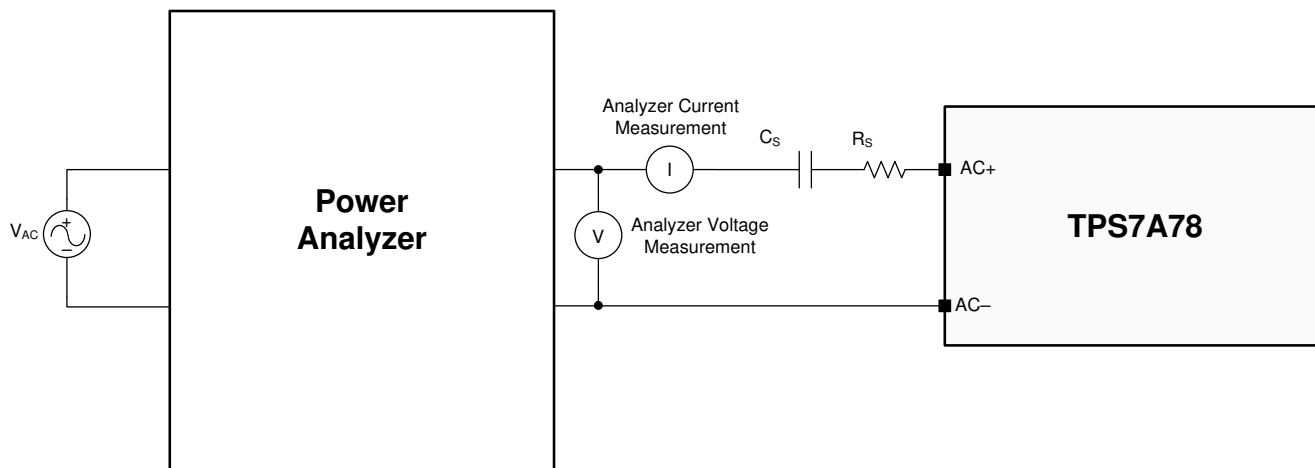 V_AC
+
–
Power
Analyzer
Analyzer Current
Measurement
I
V
Analyzer Voltage
Measurement
C_S
R_S
AC+
AC–
TPS7A78